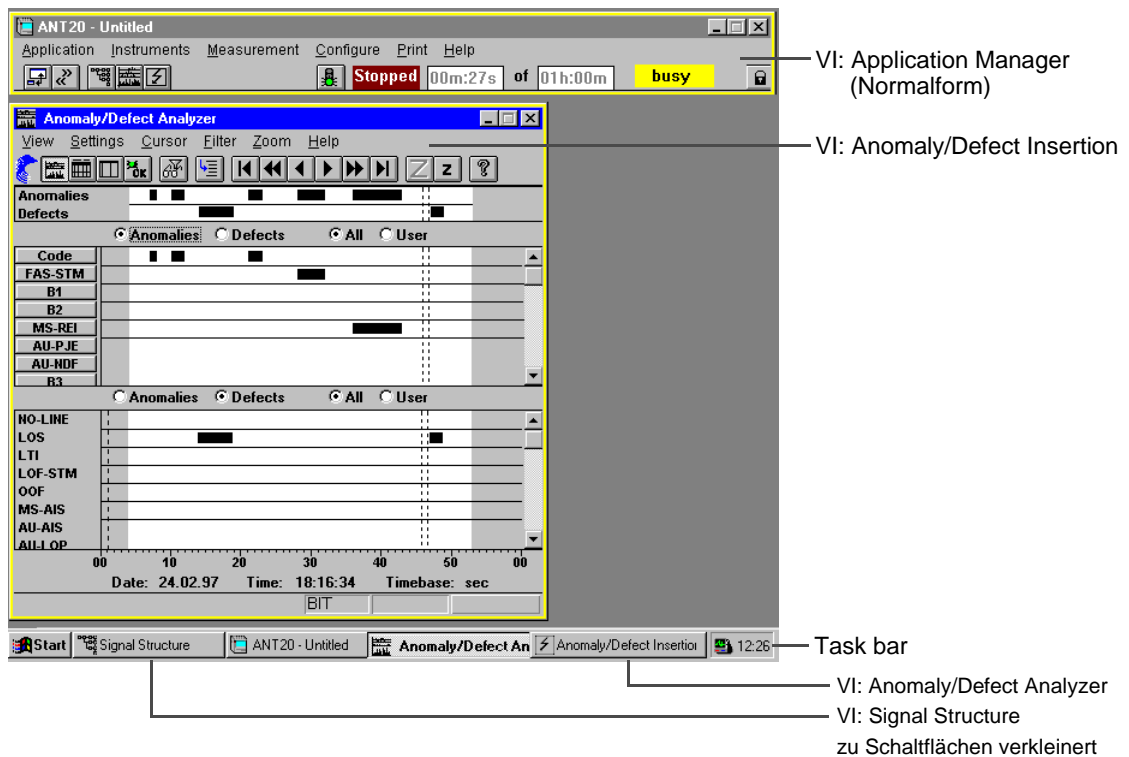 ANT20 - Untitled
Application Instruments Measurement Configure Print Help
Stopped 00m:27s of 01h:00m busy
VI: Application Manager
(Normalform)
Anomaly/Defect Analyzer
View Settings Cursor Filter Zoom Help
VI: Anomaly/Defect Insertion
OK Z z ?
Anomalies
Defects
Anomalies Defects All User
Code
FAS-STM
B1
B2
MS-REI
AU-PJE
AU-NDF
B3
Anomalies Defects All User
NO-LINE
LOS
LTI
LOF-STM
OOF
MS-AIS
AU-AIS
AU-LOP
00 10 20 30 40 50 00
Date: 24.02.97 Time: 18:16:34 Timebase: sec
BIT
Start Signal Structure ANT20 - Untitled Anomaly/Defect An Anomaly/Defect Insertion 12:26
Task bar
VI: Anomaly/Defect Analyzer
VI: Signal Structure
zu Schaltflächen verkleinert